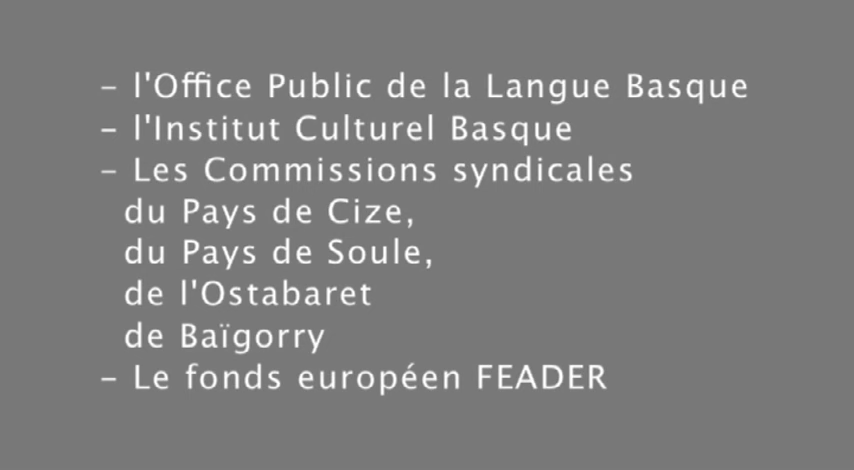 - l'Office Public de la Langue Basque
- l'Institut Culturel Basque
- Les Commissions syndicales
du Pays de Cize,
du Pays de Soule,
de l'Ostabaret
de Baïgorry
- Le fonds européen FEADER